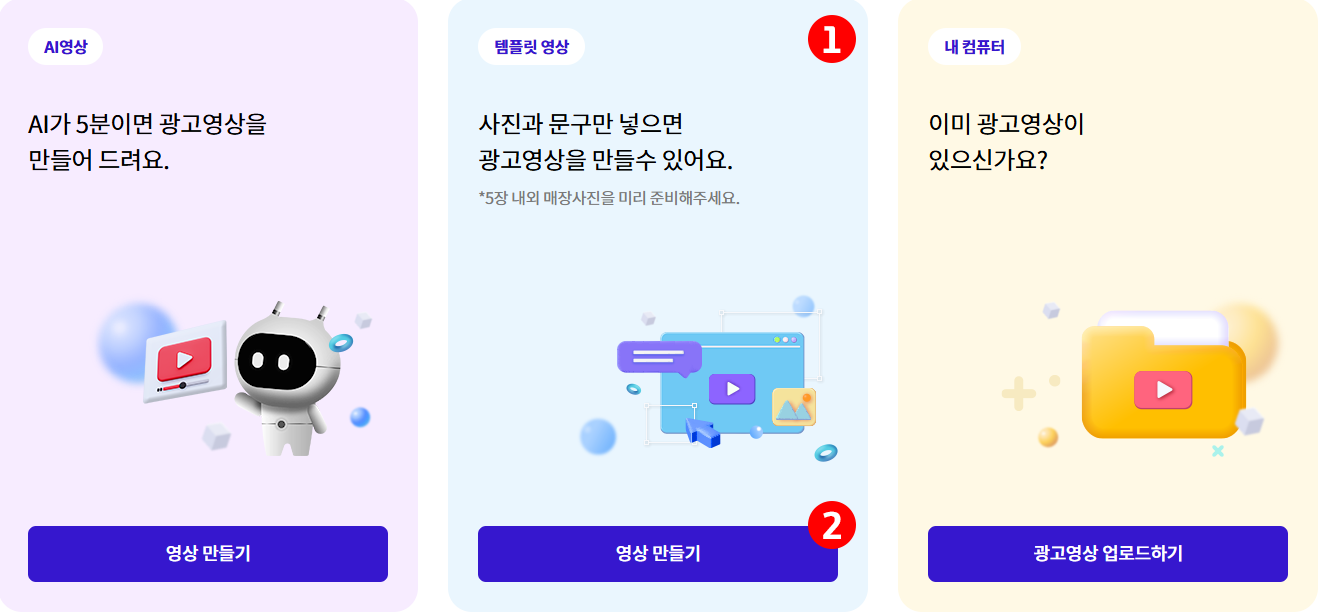 AI영상
AI가 5분이면 광고영상을
만들어 드려요.
영상 만들기
템플릿 영상
1
사진과 문구만 넣으면
광고영상을 만들수 있어요.
*5장 내외 매장사진을 미리 준비해주세요.
2
영상 만들기
내 컴퓨터
이미 광고영상이
있으신가요?
광고영상 업로드하기